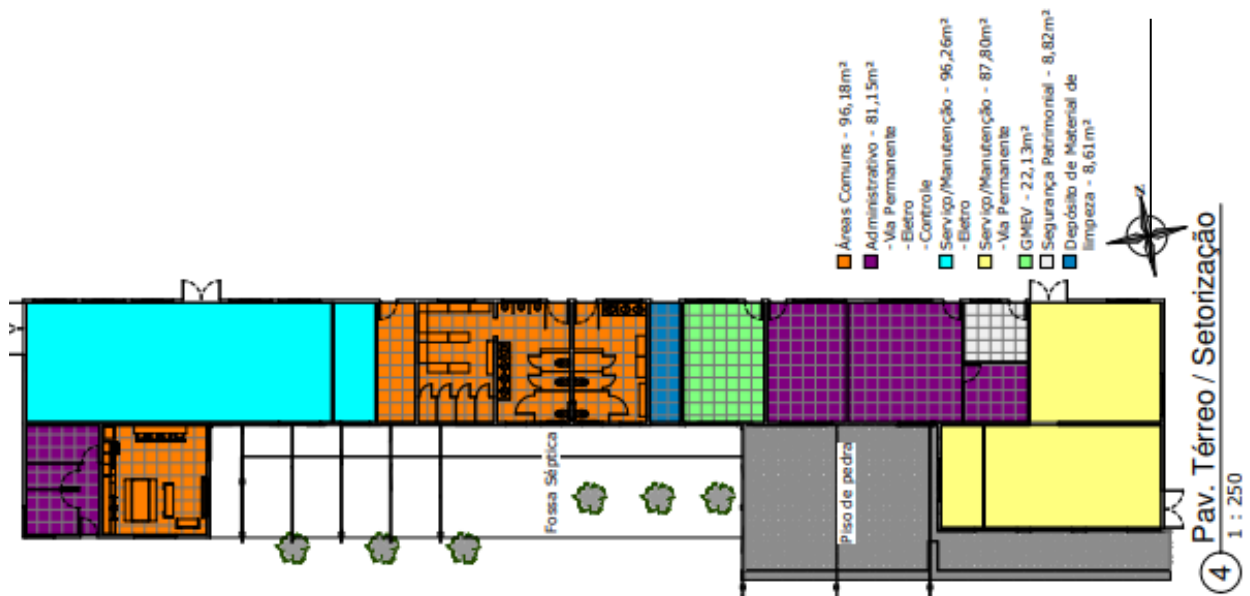 Áreas Comuns - 96,18m²
Administrativo - 81,15m²
- Via Permanente
- Eletro
- Controle
Serviço/Manutenção - 96,26m²
- Eletro
Serviço/Manutenção - 87,80m²
- Via Permanente
GMEV - 22,13m²
Segurança Patrimonial - 8,82m²
Depósito de Material de
limpeza - 8,61m²
N
Fossa Séptica
Piso de pedra
4
Pav. Térreo / Setorização
1 : 250